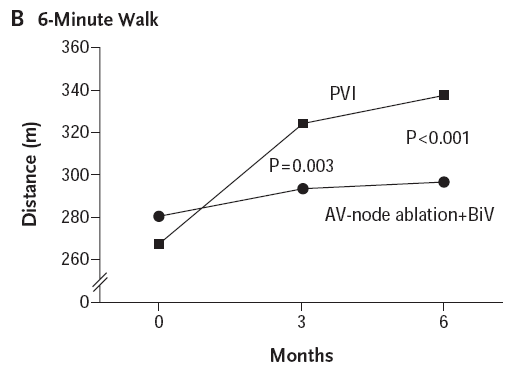 B 6-Minute Walk
360
340
320
300
280
260
0
Distance (m)
PVI
P<0.001
P=0.003
AV-node ablation+BiV
0 3 6
Months